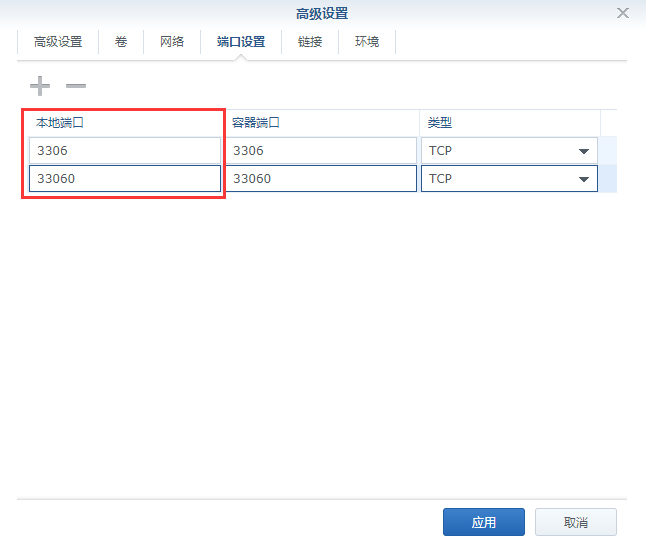 高级设置
高级设置 卷 网络 端口设置 链接 环境
本地端口 容器端口 类型
3306 3306 TCP
33060 33060 TCP
应用 取消